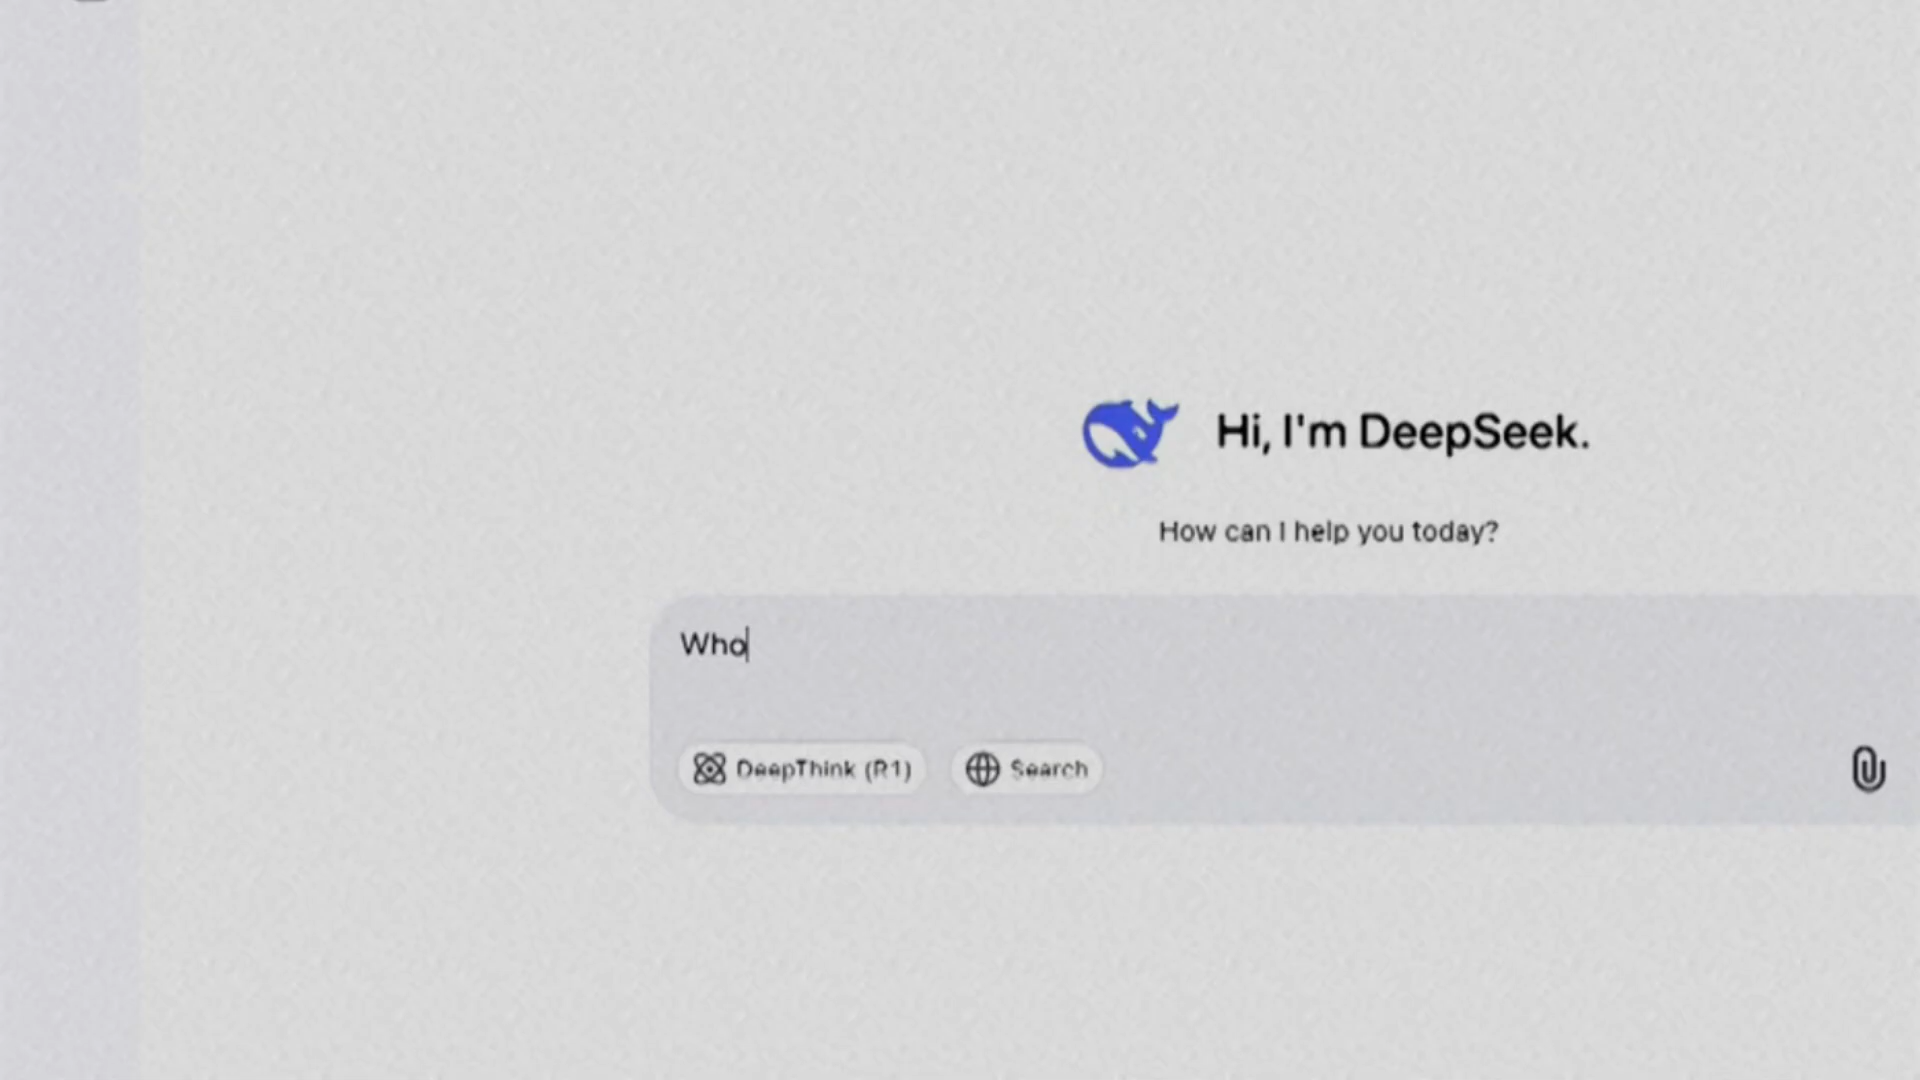 Hi, I'm DeepSeek.
How can I help you today?
Who
DeepThink (R1)
Search